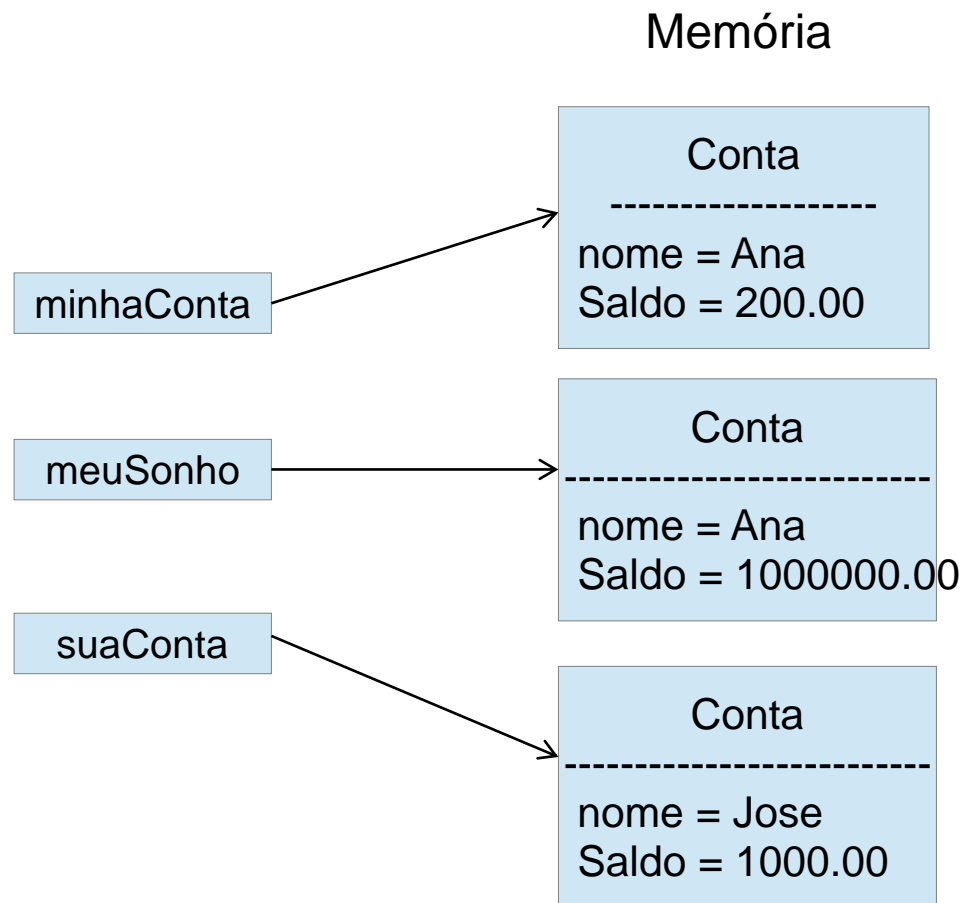 Memória
Conta
-------------------
nome = Ana
Saldo = 200.00
minhaConta
Conta
--------------------------
nome = Ana
Saldo = 1000000.00
meuSonho
suaConta
Conta
--------------------------
nome = Jose
Saldo = 1000.00